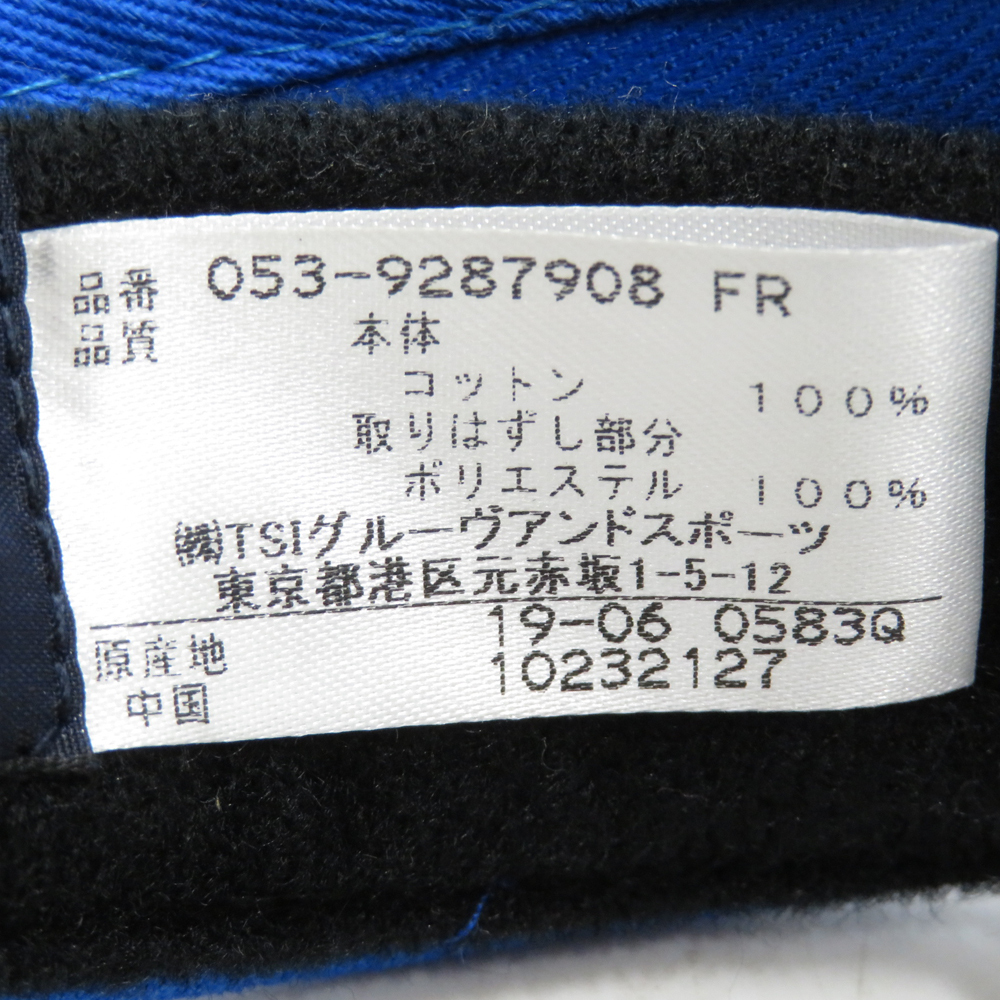 品番 053-9287908 FR
品質 本体
コットン 100%
取りはずし部分
ポリエステル 100%
㈱TSIグルーヴアンドスポーツ
東京都港区元赤坂1-5-12
19-06 0583Q
原産地 10232127
中国